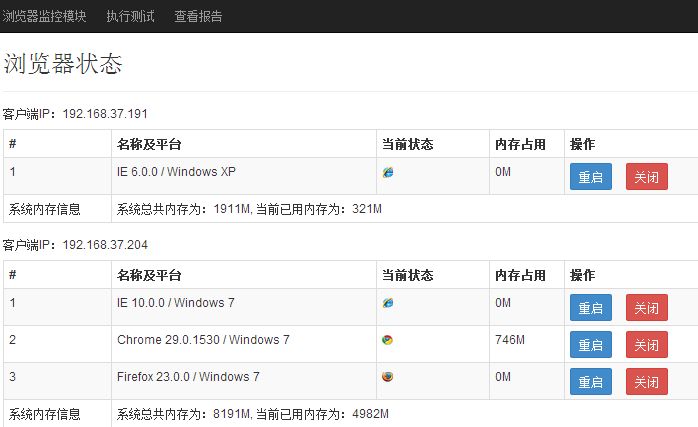 浏览器监控模块 执行测试 查看报告
浏览器状态
客户端IP：192.168.37.191
# 名称及平台 当前状态 内存占用 操作
1 IE 6.0.0 / Windows XP 0M 重启 关闭
系统内存信息 系统总共内存为：1911M, 当前已用内存为：321M
客户端IP：192.168.37.204
# 名称及平台 当前状态 内存占用 操作
1 IE 10.0.0 / Windows 7 0M 重启 关闭
2 Chrome 29.0.1530 / Windows 7 746M 重启 关闭
3 Firefox 23.0.0 / Windows 7 0M 重启 关闭
系统内存信息 系统总共内存为：8191M, 当前已用内存为：4982M